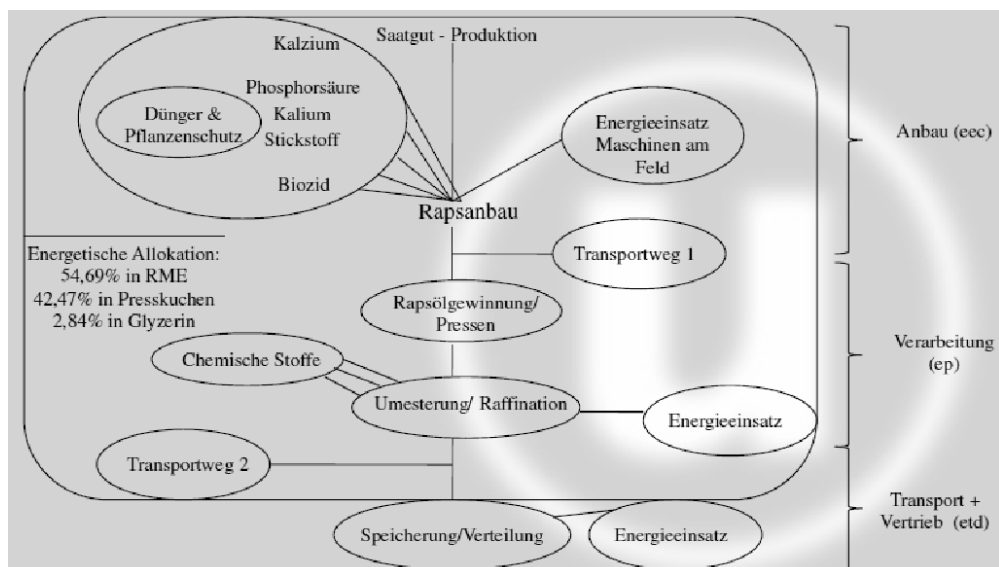 Kalzium
Saatgut - Produktion
Phosphorsäure
Dünger &
Pflanzenschutz
Kalium
Stickstoff
Biozid
Energieeinsatz
Maschinen am
Feld
Anbau (eec)
Rapsanbau
Energetische Allokation:
54,69% in RME
42,47% in Presskuchen
2,84% in Glyzerin
Transportweg 1
Rapsölgewinnung/
Pressen
Chemische Stoffe
Verarbeitung
(ep)
Umesterung/ Raffination
Energieeinsatz
Transportweg 2
Transport +
Vertrieb (etd)
Speicherung/Verteilung
Energieeinsatz